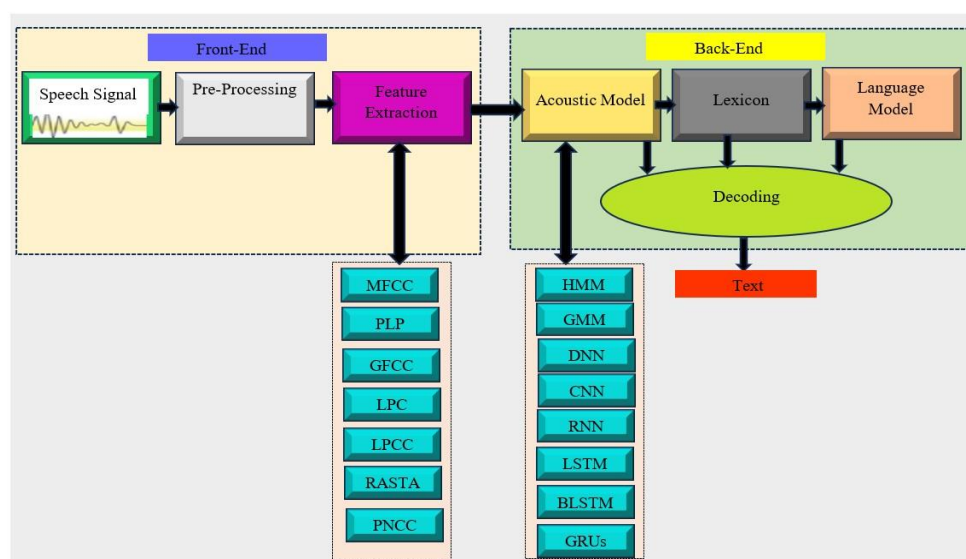 Front-End
Back-End
Speech Signal
Pre-Processing
Feature
Extraction
Acoustic Model
Lexicon
Language
Model
Decoding
Text
MFCC
PLP
GFCC
LPC
LPCC
RASTA
PNCC
HMM
GMM
DNN
CNN
RNN
LSTM
BLSTM
GRUs